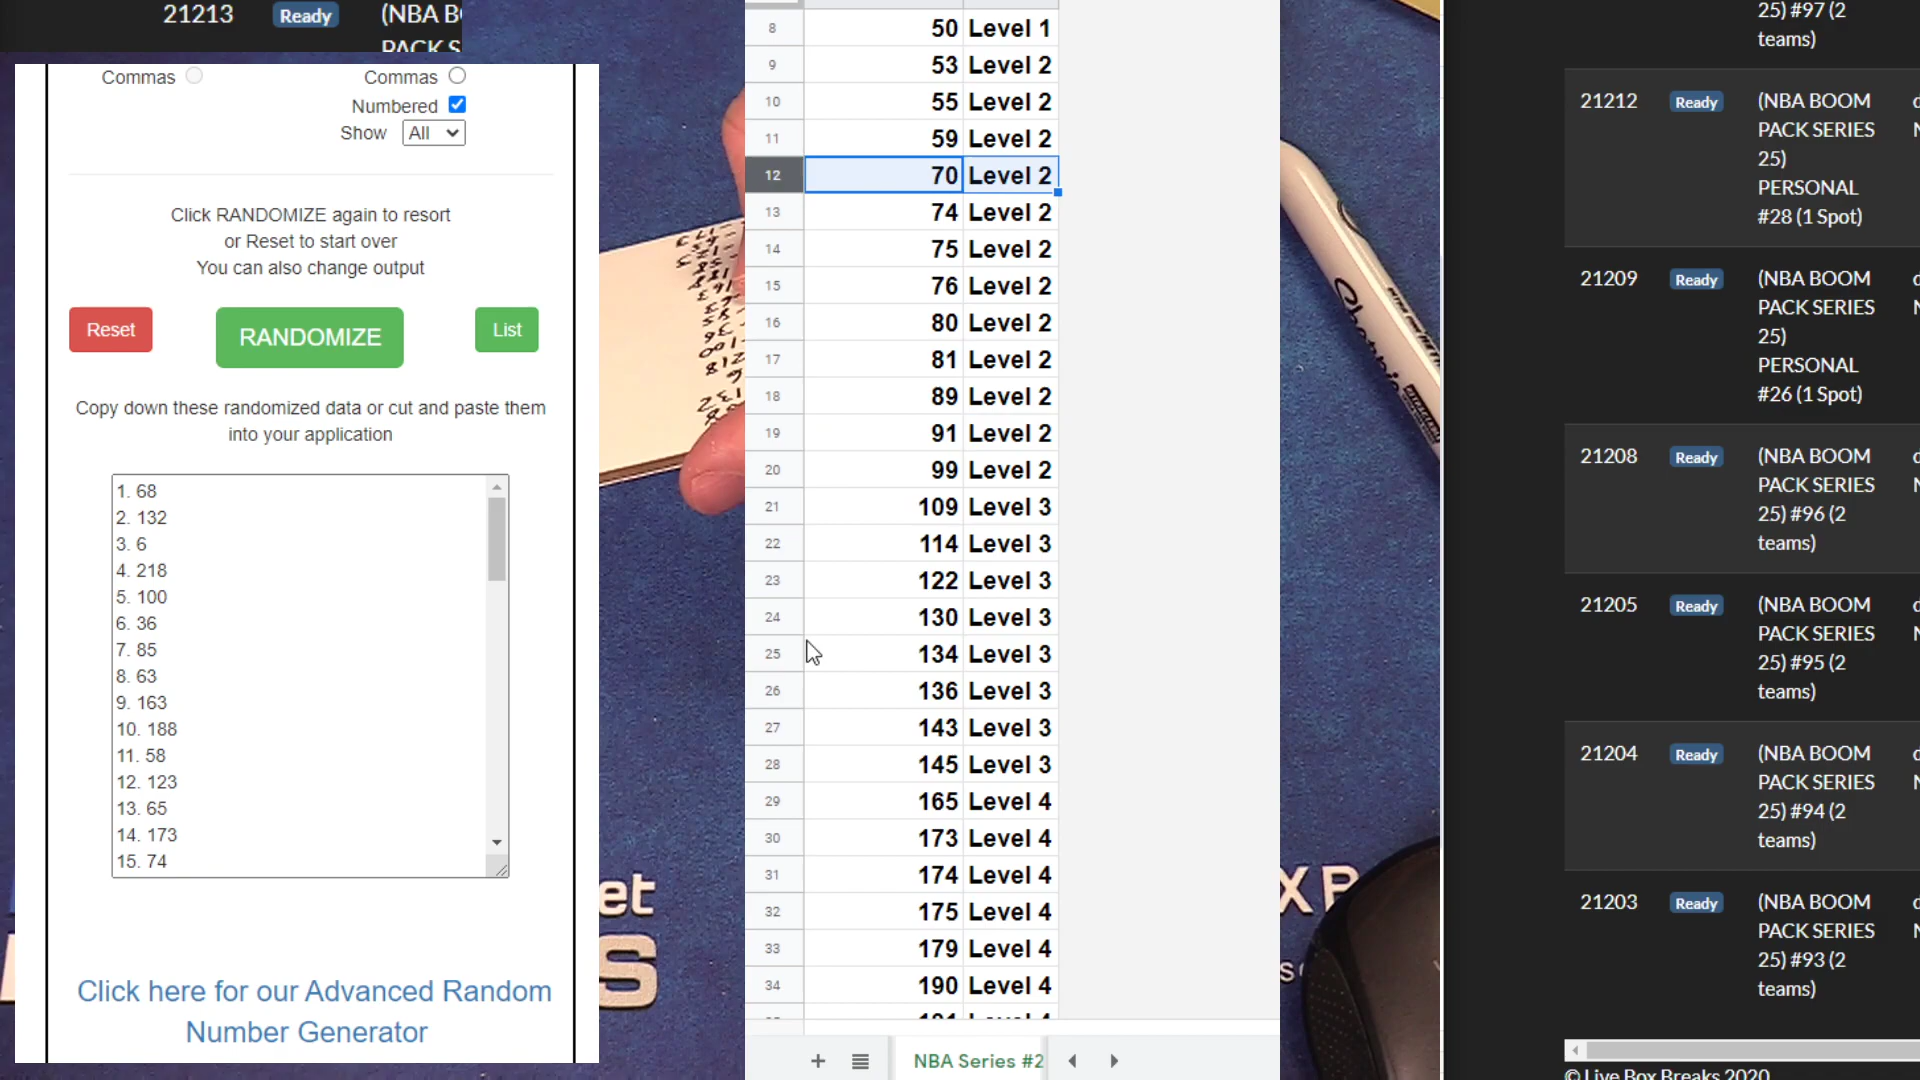 21213 Ready (NBA B
PACK S
Commas Commas
Numbered
Show All
Click RANDOMIZE again to resort
or Reset to start over
You can also change output
Reset RANDOMIZE List
Copy down these randomized data or cut and paste them
into your application
1. 68
2. 132
3. 6
4. 218
5. 100
6. 36
7. 85
8. 63
9. 163
10. 188
11. 58
12. 123
13. 65
14. 173
15. 74
Click here for our Advanced Random
Number Generator
8 50 Level 1
9 53 Level 2
10 55 Level 2
11 59 Level 2
12 70 Level 2
13 74 Level 2
14 75 Level 2
15 76 Level 2
16 80 Level 2
17 81 Level 2
18 89 Level 2
19 91 Level 2
20 99 Level 2
21 109 Level 3
22 114 Level 3
23 122 Level 3
24 130 Level 3
25 134 Level 3
26 136 Level 3
27 143 Level 3
28 145 Level 3
29 165 Level 4
30 173 Level 4
31 174 Level 4
32 175 Level 4
33 179 Level 4
34 190 Level 4
NBA Series #2
Sharpie
et
S
XP
25) #97 (2
teams)
21212 Ready (NBA BOOM
PACK SERIES
25)
PERSONAL
#28 (1 Spot)
21209 Ready (NBA BOOM
PACK SERIES
25)
PERSONAL
#26 (1 Spot)
21208 Ready (NBA BOOM
PACK SERIES
25) #96 (2
teams)
21205 Ready (NBA BOOM
PACK SERIES
25) #95 (2
teams)
21204 Ready (NBA BOOM
PACK SERIES
25) #94 (2
teams)
21203 Ready (NBA BOOM
PACK SERIES
25) #93 (2
teams)
© Live Box Breaks 2020